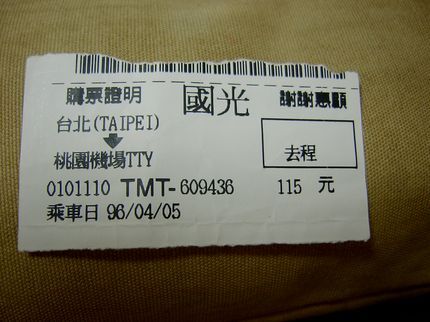 購票證明 國光 謝謝惠顧
台北(TAIPEI)
桃園機場TTY 去程
0101110 TMT-609436 115 元
乘車日 96/04/05